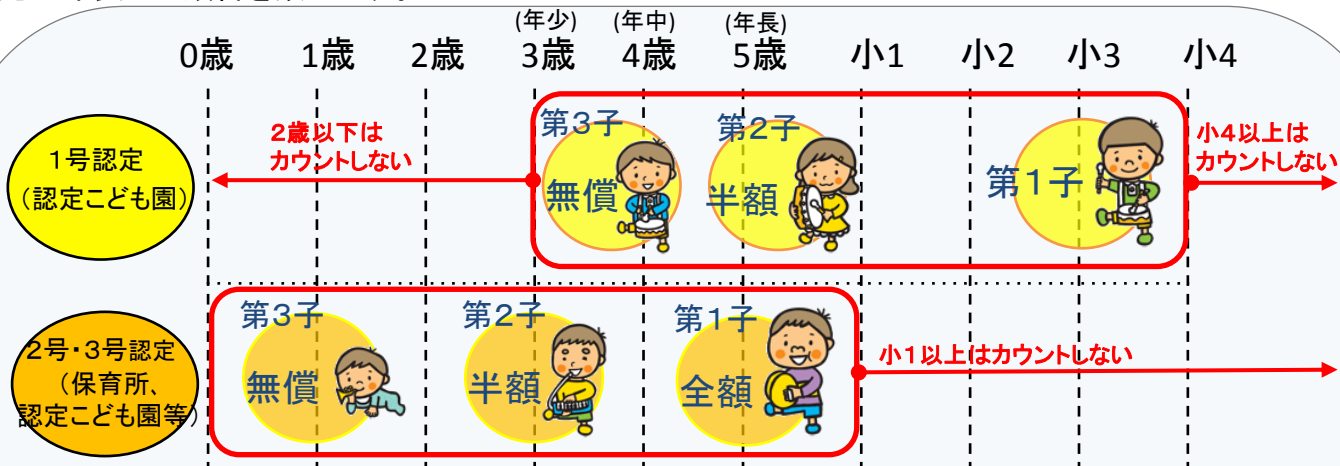 (年少) (年中) (年長)
0歳 1歳 2歳 3歳 4歳 5歳 小1 小2 小3 小4
1号認定
(認定こども園)
2歳以下は
カウントしない
第3子
無償
第2子
半額
第1子
小4以上は
カウントしない
2号・3号認定
(保育所、
認定こども園等)
第3子
無償
第2子
半額
第1子
全額
小1以上はカウントしない